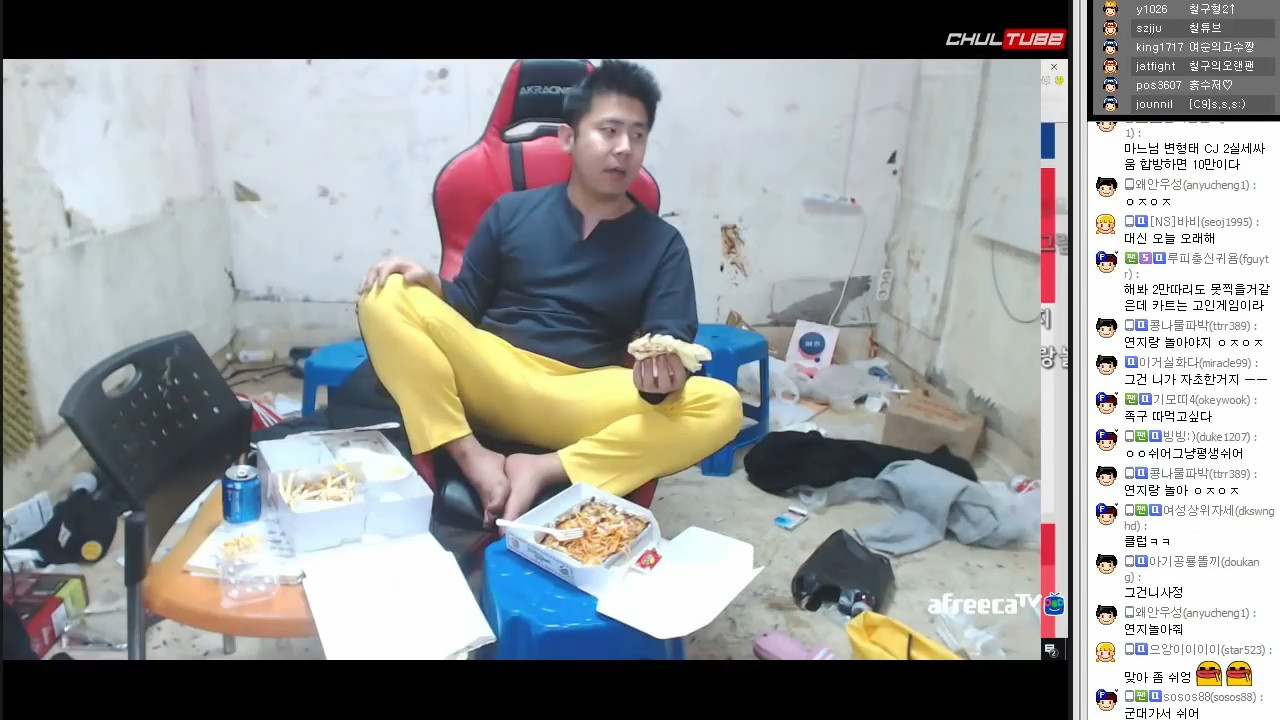 CHULTUBE
AKRACING
afreecaTV
y1026 철구형2↑
szjju 철튜브
king1717 여순의고수짱
jatfight 철구의오랜팬
pos3607 흙수저♡
jounnil [C9]s,s,s:)
1) :
마느님 변형태 CJ 2실세싸
움 합방하면 10만이다
왜안우성(anyucheng1) :
ㅇㅈㅇㅈ
[NS]바비(seoj1995) :
대신 오늘 오래해
팬 5 루피충신귀욤(fguyt
r) :
해봐 2만따리도 못찍을거같
은데 카트는 고인게임이라
콩나물파박(ttrr389) :
연지랑 놀아야지 ㅇㅈㅇㅈ
이거실화다(miracle99) :
그건 니가 자초한거지 ㅡㅡ
팬 기모띠4(okeywook) :
족구 따먹고싶다
팬 빙빙:)(duke1207) :
ㅇㅇ쉬어그냥평생쉬어
콩나물파박(ttrr389) :
연지랑 놀아 ㅇㅈㅇㅈ
팬 여성상위자세(dkswng
hd) :
클럽ㅋㅋ
아기공룡똘끼(doukan
g) :
그건니사정
왜안우성(anyucheng1) :
연지놀아줘
으앙이이이이(star523) :
맞아 좀 쉬엉
팬 sosos88(sosos88) :
군대가서 쉬어